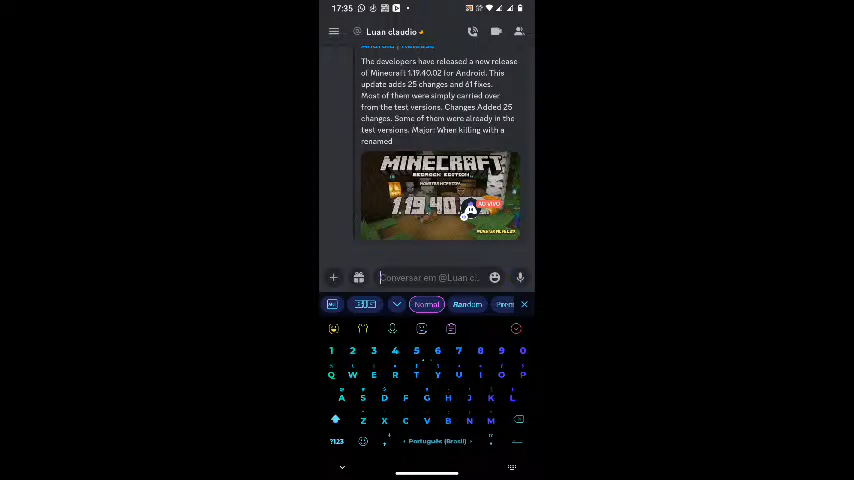 17:35
@ Luan claudio
Android | Release
The developers have released a new release
of Minecraft 1.19.40.02 for Android. This
update adds 25 changes and 61 fixes.
Most of them were simply carried over
from the test versions. Changes Added 25
changes. Some of them were already in the
test versions. Major: When killing with a
renamed
MINECRAFT
BEDROCK EDITION
1.19.40
AO VIVO
Conversar em @Luan c...
Normal
Random
1 2 3 4 5 6 7 8 9 0
Q W E R T Y U I O P
A S D F G H J K L
Z X C V B N M
?123
Português (Brasil)